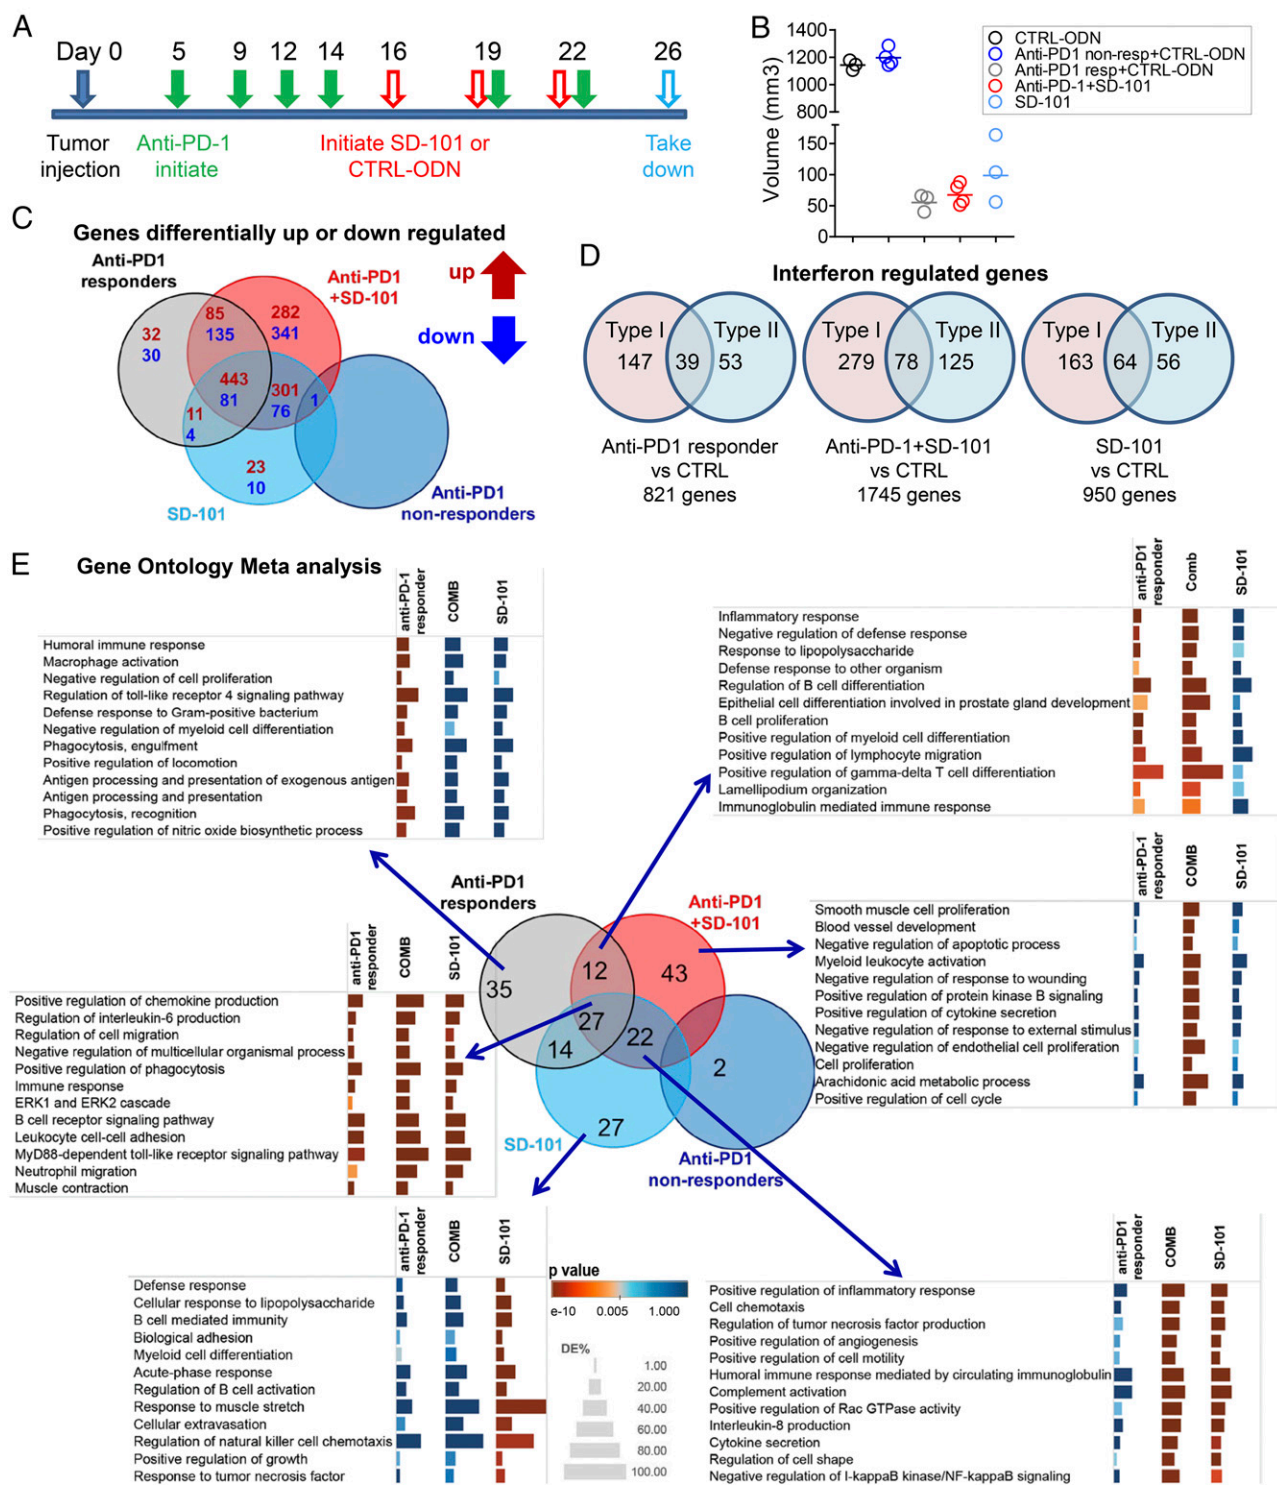 A
Day 0 5 9 12 14 16 19 22 26
Tumor injection
Anti-PD-1 initiate
Initiate SD-101 or CTRL-ODN
Take down
B
Volume (mm3)
1400
1200
1000
800
150
100
50
0
CTRL-ODN
Anti-PD1 non-resp+CTRL-ODN
Anti-PD1 resp+CTRL-ODN
Anti-PD-1+SD-101
SD-101
C
Genes differentially up or down regulated
Anti-PD1 responders
Anti-PD1 +SD-101
up
down
85
135
282
341
32
30
443
81
301
76
1
11
4
23
10
SD-101
Anti-PD1 non-responders
D
Interferon regulated genes
Type I Type II
147 39 53
Anti-PD1 responder
vs CTRL
821 genes
Type I Type II
279 78 125
Anti-PD-1+SD-101
vs CTRL
1745 genes
Type I Type II
163 64 56
SD-101
vs CTRL
950 genes
E
Gene Ontology Meta analysis
anti-PD-1 responder
COMB
SD-101
Humoral immune response
Macrophage activation
Negative regulation of cell proliferation
Regulation of toll-like receptor 4 signaling pathway
Defense response to Gram-positive bacterium
Negative regulation of myeloid cell differentiation
Phagocytosis, engulfment
Positive regulation of locomotion
Antigen processing and presentation of exogenous antigen
Antigen processing and presentation
Phagocytosis, recognition
Positive regulation of nitric oxide biosynthetic process
anti-PD1 responder
Comb
SD-101
Inflammatory response
Negative regulation of defense response
Response to lipopolysaccharide
Defense response to other organism
Regulation of B cell differentiation
Epithelial cell differentiation involved in prostate gland development
B cell proliferation
Positive regulation of myeloid cell differentiation
Positive regulation of lymphocyte migration
Positive regulation of gamma-delta T cell differentiation
Lamellipodium organization
Immunoglobulin mediated immune response
anti-PD-1 responder
COMB
SD-101
Smooth muscle cell proliferation
Blood vessel development
Negative regulation of apoptotic process
Myeloid leukocyte activation
Negative regulation of response to wounding
Positive regulation of protein kinase B signaling
Positive regulation of cytokine secretion
Negative regulation of response to external stimulus
Negative regulation of endothelial cell proliferation
Cell proliferation
Arachidonic acid metabolic process
Positive regulation of cell cycle
Anti-PD1 responders
Anti-PD1 +SD-101
35
12
43
27
14
22
2
27
SD-101
Anti-PD1 non-responders
anti-PD1 responder
COMB
SD-101
Positive regulation of chemokine production
Regulation of interleukin-6 production
Regulation of cell migration
Negative regulation of multicellular organismal process
Positive regulation of phagocytosis
Immune response
ERK1 and ERK2 cascade
B cell receptor signaling pathway
Leukocyte cell-cell adhesion
MyD88-dependent toll-like receptor signaling pathway
Neutrophil migration
Muscle contraction
anti-PD-1 responder
COMB
SD-101
Defense response
Cellular response to lipopolysaccharide
B cell mediated immunity
Biological adhesion
Myeloid cell differentiation
Acute-phase response
Regulation of B cell activation
Response to muscle stretch
Cellular extravasation
Regulation of natural killer cell chemotaxis
Positive regulation of growth
Response to tumor necrosis factor
p value
e-10 0.005 1.000
DE%
1.00
20.00
40.00
60.00
80.00
100.00
anti-PD1 responder
COMB
SD-101
Positive regulation of inflammatory response
Cell chemotaxis
Regulation of tumor necrosis factor production
Positive regulation of angiogenesis
Positive regulation of cell motility
Humoral immune response mediated by circulating immunoglobulin
Complement activation
Positive regulation of Rac GTPase activity
Interleukin-8 production
Cytokine secretion
Regulation of cell shape
Negative regulation of I-kappaB kinase/NF-kappaB signaling